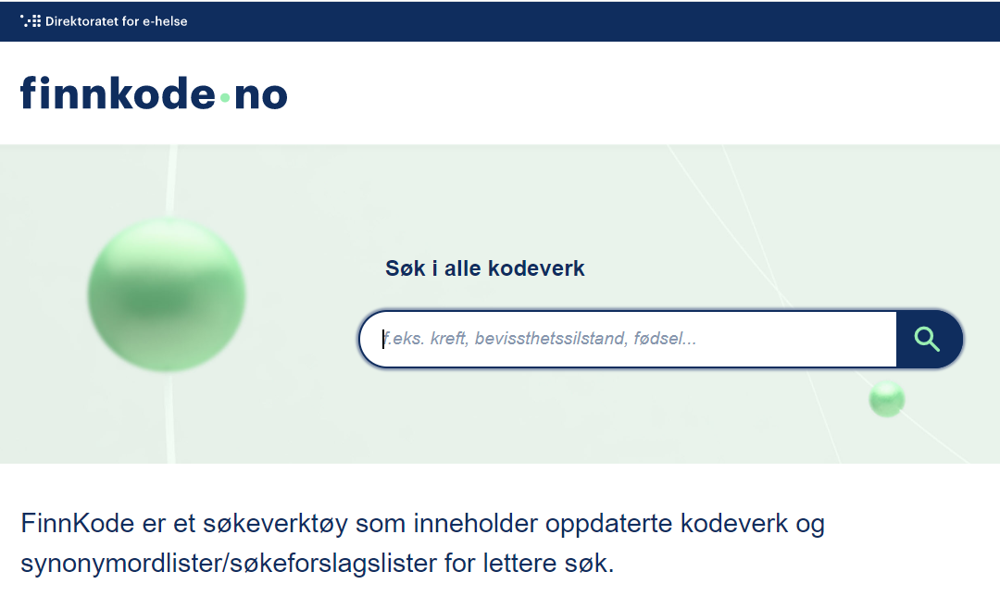 Direktoratet for e-helse
finnkode.no
Søk i alle kodeverk
f.eks. kreft, bevissthetssilstand, fødsel...
FinnKode er et søkeverktøy som inneholder oppdaterte kodeverk og
synonymordlister/søkeforslagslister for lettere søk.